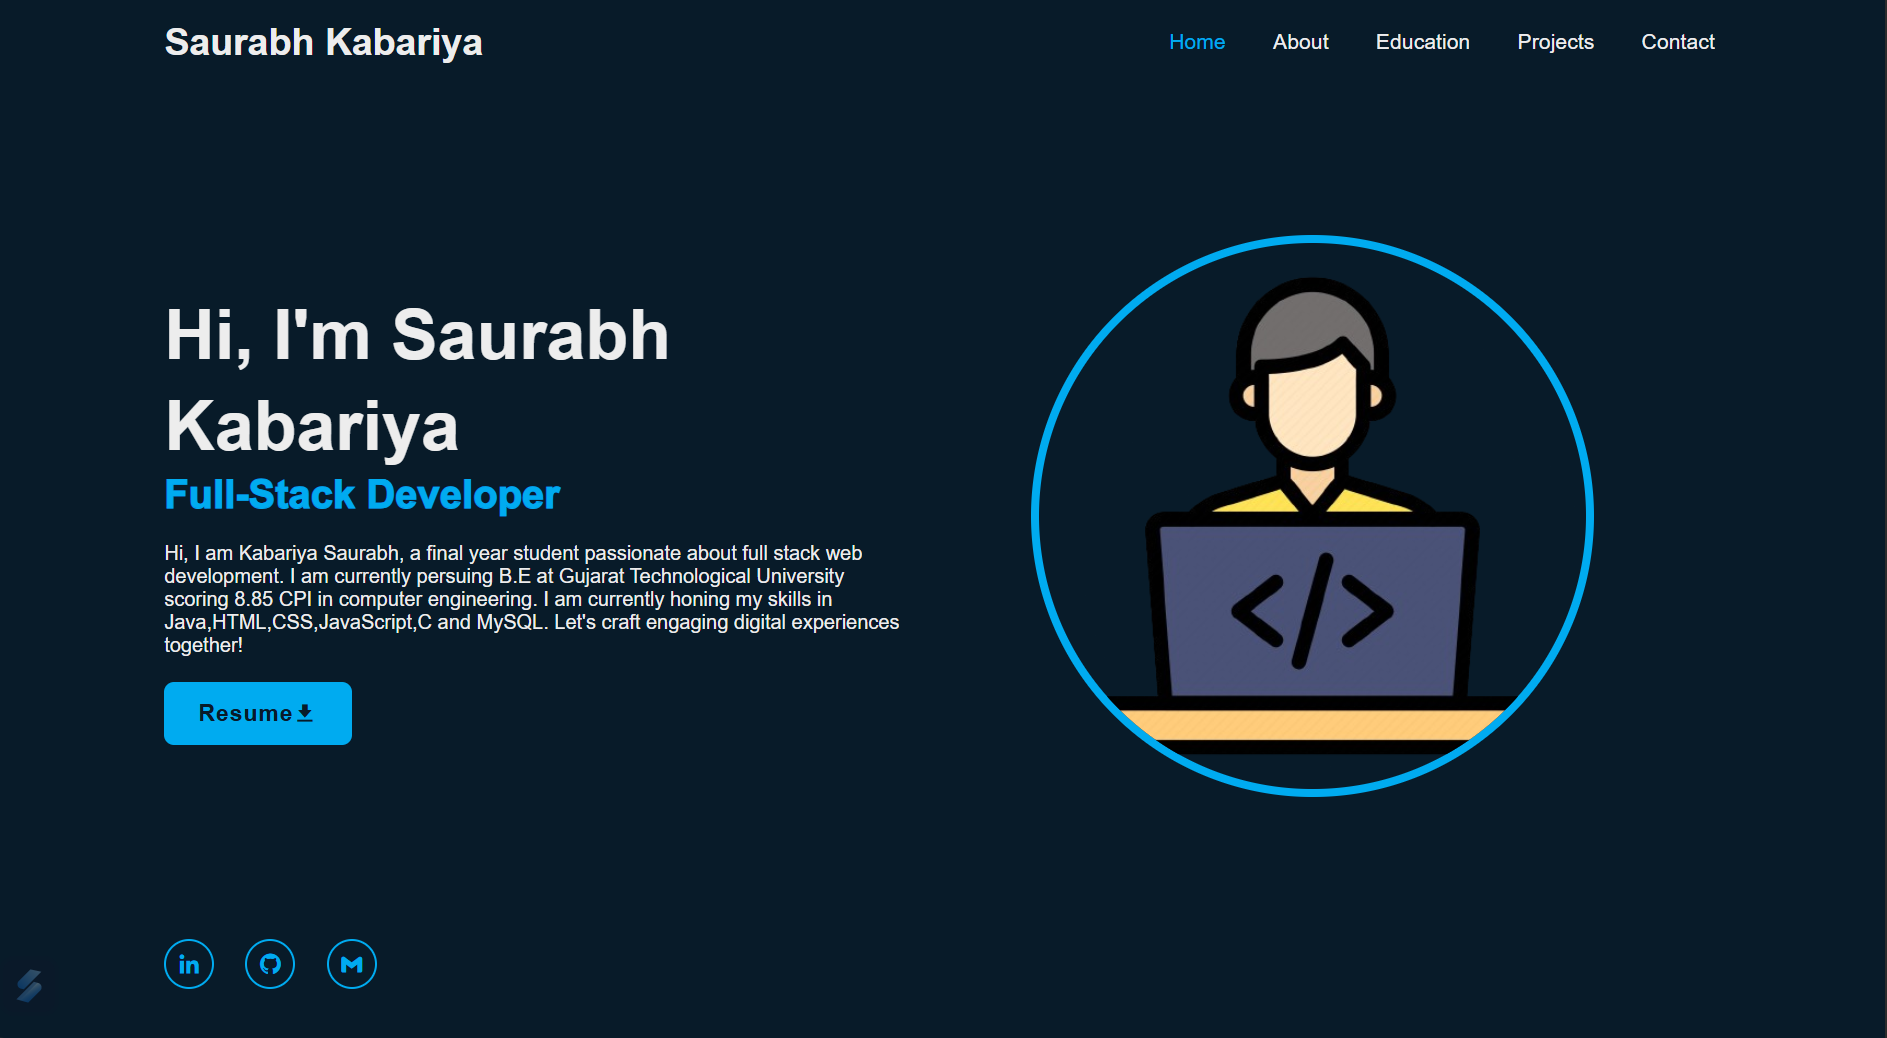 Saurabh Kabariya
Home About Education Projects Contact
Hi, I'm Saurabh
Kabariya
Full-Stack Developer
Hi, I am Kabariya Saurabh, a final year student passionate about full stack web
development. I am currently persuing B.E at Gujarat Technological University
scoring 8.85 CPI in computer engineering. I am currently honing my skills in
Java,HTML,CSS,JavaScript,C and MySQL. Let's craft engaging digital experiences
together!
Resume